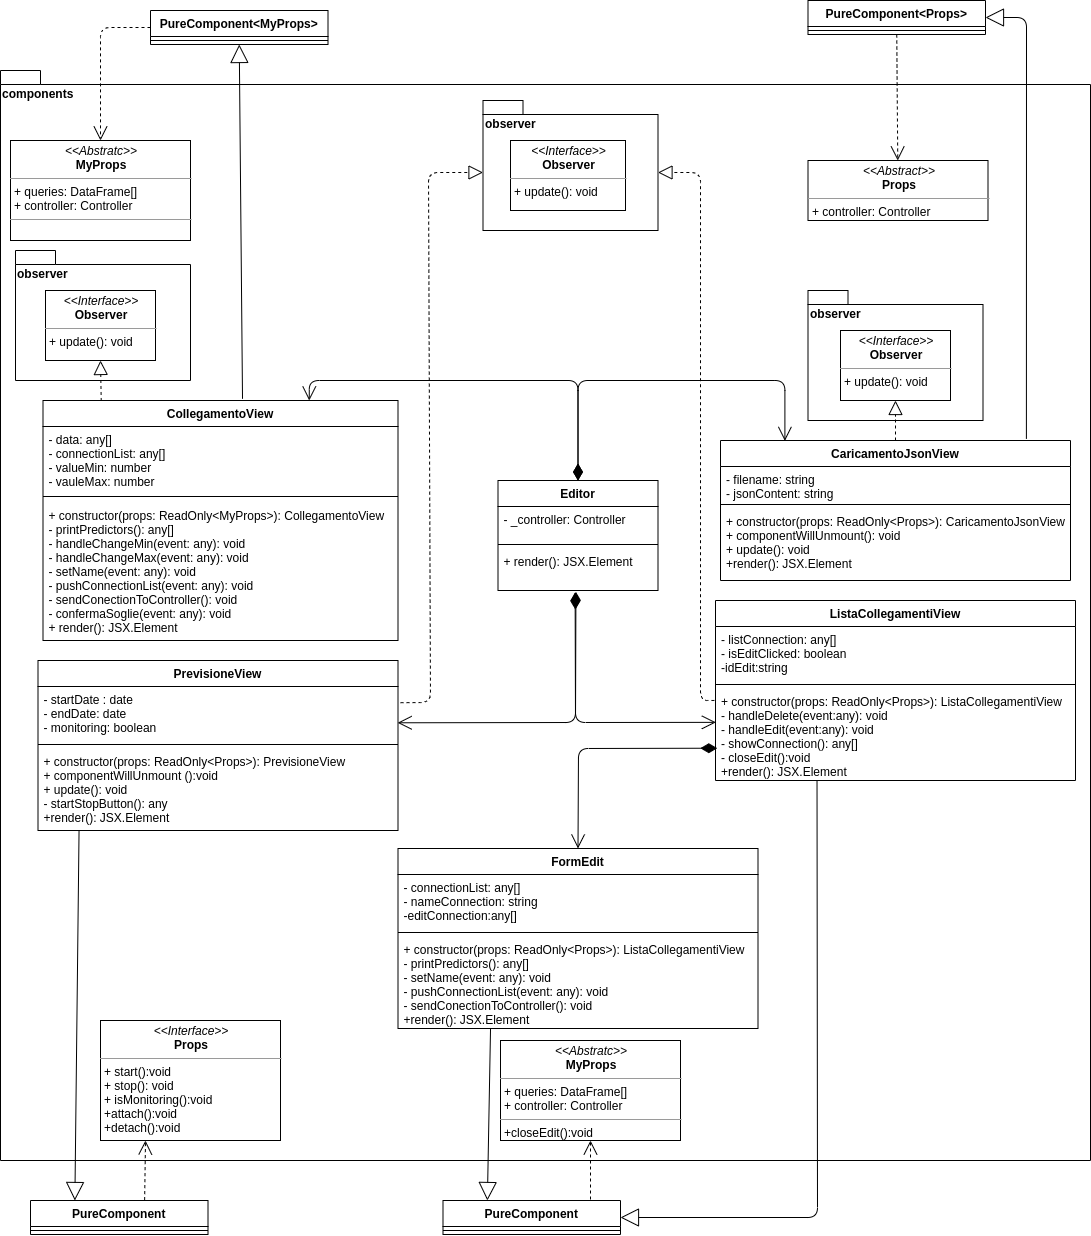 PureComponent<MyProps>
PureComponent<Props>
components
<<Abstratc>>
MyProps
+ queries: DataFrame[]
+ controller: Controller
observer
<<Interface>>
Observer
+ update(): void
<<Abstract>>
Props
+ controller: Controller
observer
<<Interface>>
Observer
+ update(): void
observer
<<Interface>>
Observer
+ update(): void
CollegamentoView
- data: any[]
- connectionList: any[]
- valueMin: number
- vauleMax: number
+ constructor(props: ReadOnly<MyProps>): CollegamentoView
- printPredictors(): any[]
- handleChangeMin(event: any): void
- handleChangeMax(event: any): void
- setName(event: any): void
- pushConnectionList(event: any): void
- sendConectionToController(): void
- confermaSoglie(event: any): void
+ render(): JSX.Element
Editor
- _controller: Controller
+ render(): JSX.Element
CaricamentoJsonView
- filename: string
- jsonContent: string
+ constructor(props: ReadOnly<Props>): CaricamentoJsonView
+ componentWillUnmount(): void
+ update(): void
+render(): JSX.Element
ListaCollegamentiView
- listConnection: any[]
- isEditClicked: boolean
-idEdit:string
+ constructor(props: ReadOnly<Props>): ListaCollegamentiView
- handleDelete(event:any): void
- handleEdit(event:any): void
- showConnection(): any[]
- closeEdit():void
+render(): JSX.Element
PrevisioneView
- startDate : date
- endDate: date
- monitoring: boolean
+ constructor(props: ReadOnly<Props>): PrevisioneView
+ componentWillUnmount ():void
+ update(): void
- startStopButton(): any
+render(): JSX.Element
FormEdit
- connectionList: any[]
- nameConnection: string
-editConnection:any[]
+ constructor(props: ReadOnly<Props>): ListaCollegamentiView
- printPredictors(): any[]
- setName(event: any): void
- pushConnectionList(event: any): void
- sendConectionToController(): void
+render(): JSX.Element
<<Interface>>
Props
+ start():void
+ stop(): void
+ isMonitoring():void
+attach():void
+detach():void
<<Abstratc>>
MyProps
+ queries: DataFrame[]
+ controller: Controller
+closeEdit():void
PureComponent
PureComponent